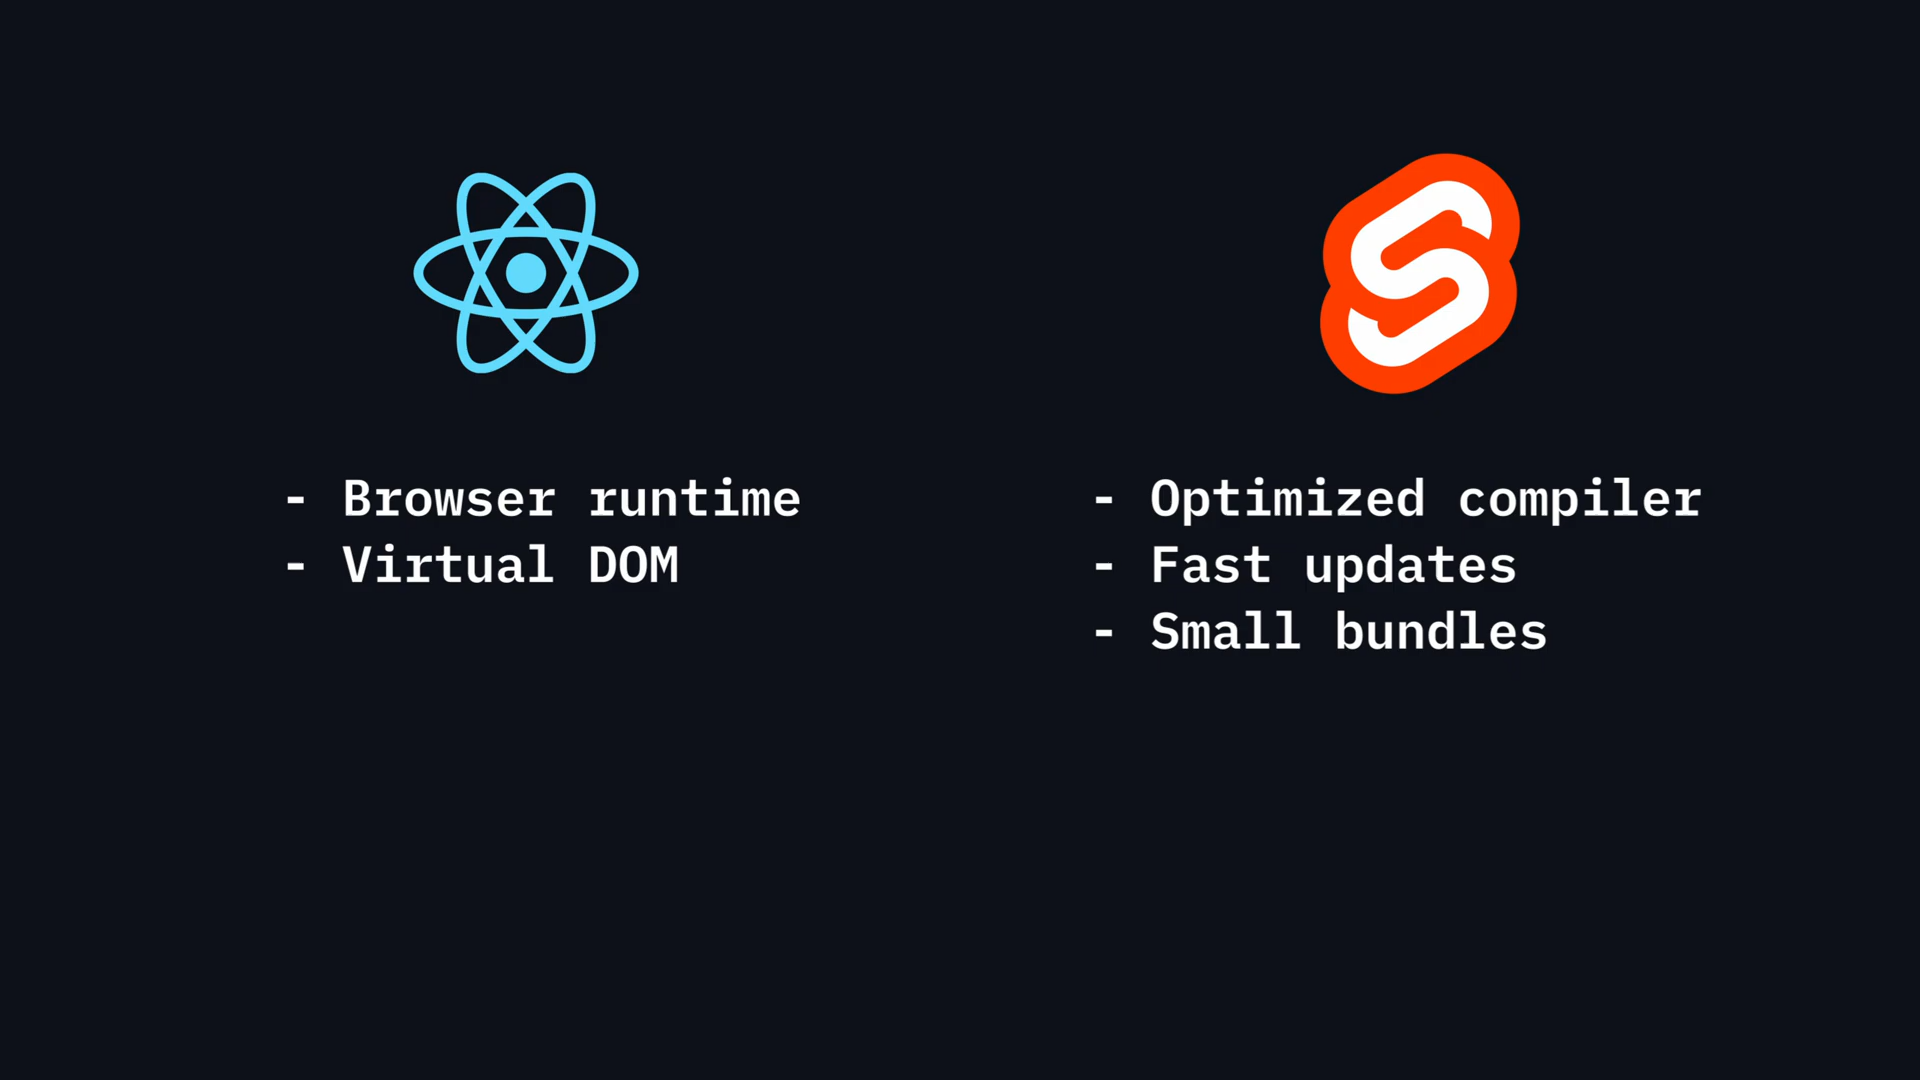 - Browser runtime
- Virtual DOM
- Optimized compiler
- Fast updates
- Small bundles